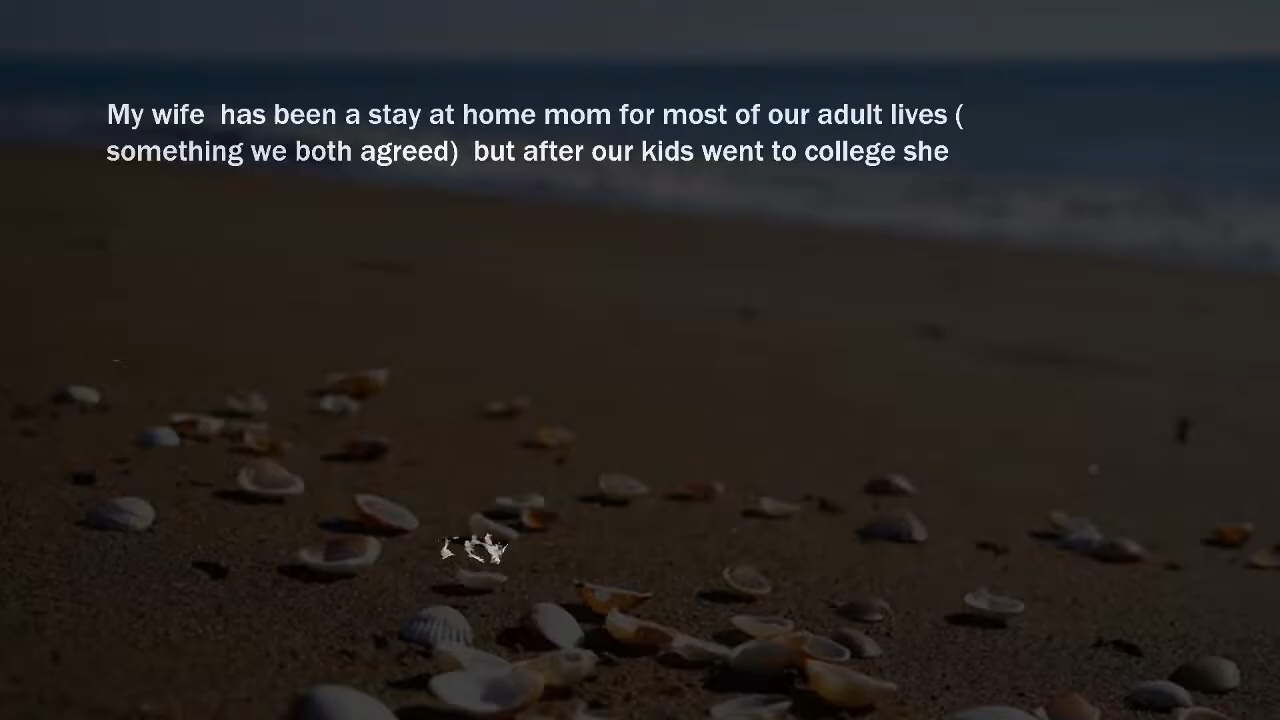 My wife  has been a stay at home mom for most of our adult lives (
something we both agreed)  but after our kids went to college she